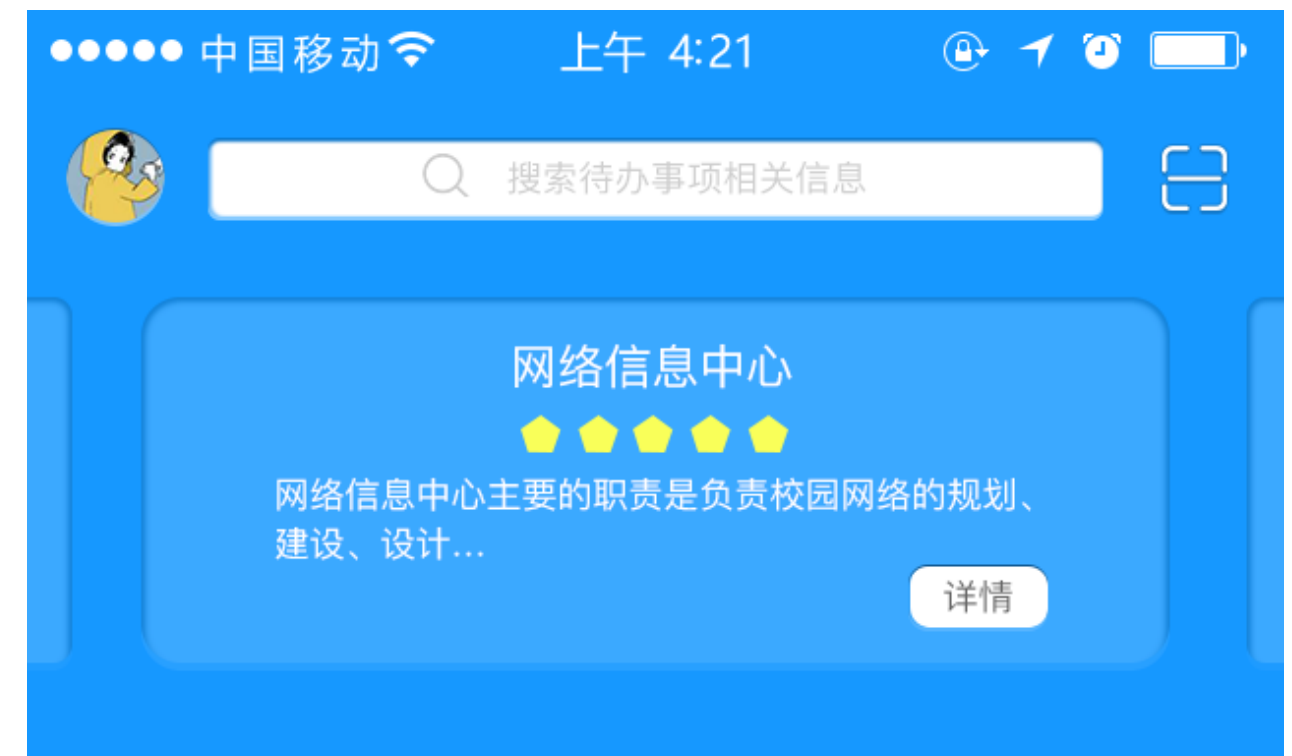 中国移动 上午 4:21
搜索待办事项相关信息
网络信息中心
网络信息中心主要的职责是负责校园网络的规划、
建设、设计...
详情